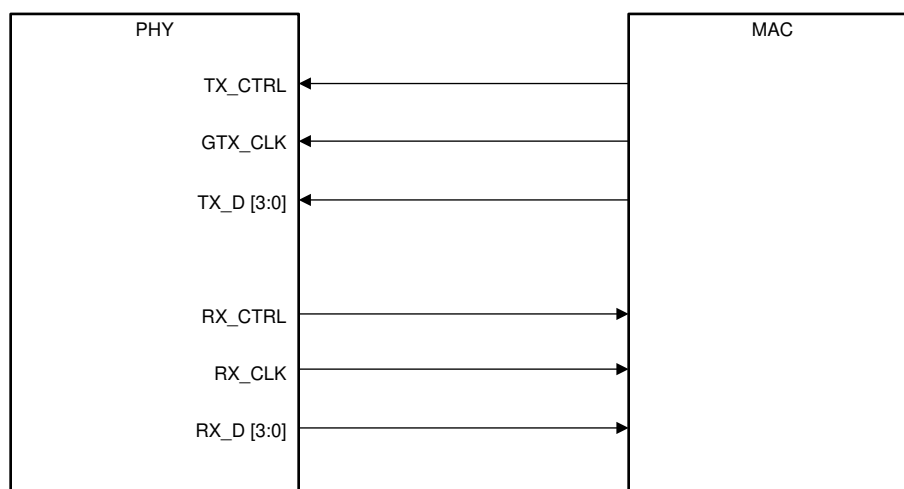 PHY
MAC
TX_CTRL
GTX_CLK
TX_D [3:0]
RX_CTRL
RX_CLK
RX_D [3:0]